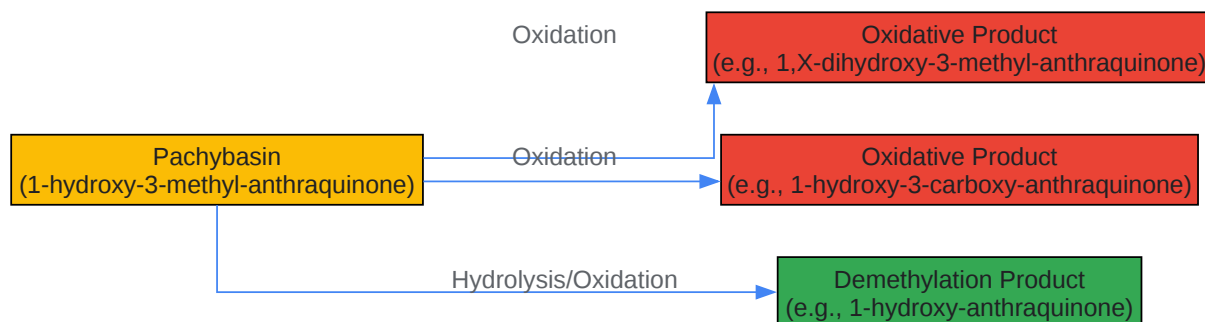 Oxidation
Oxidative Product
(e.g., 1,X-dihydroxy-3-methyl-anthraquinone)
Pachybasin
(1-hydroxy-3-methyl-anthraquinone)
Oxidation
Oxidative Product
(e.g., 1-hydroxy-3-carboxy-anthraquinone)
Hydrolysis/Oxidation
Demethylation Product
(e.g., 1-hydroxy-anthraquinone)